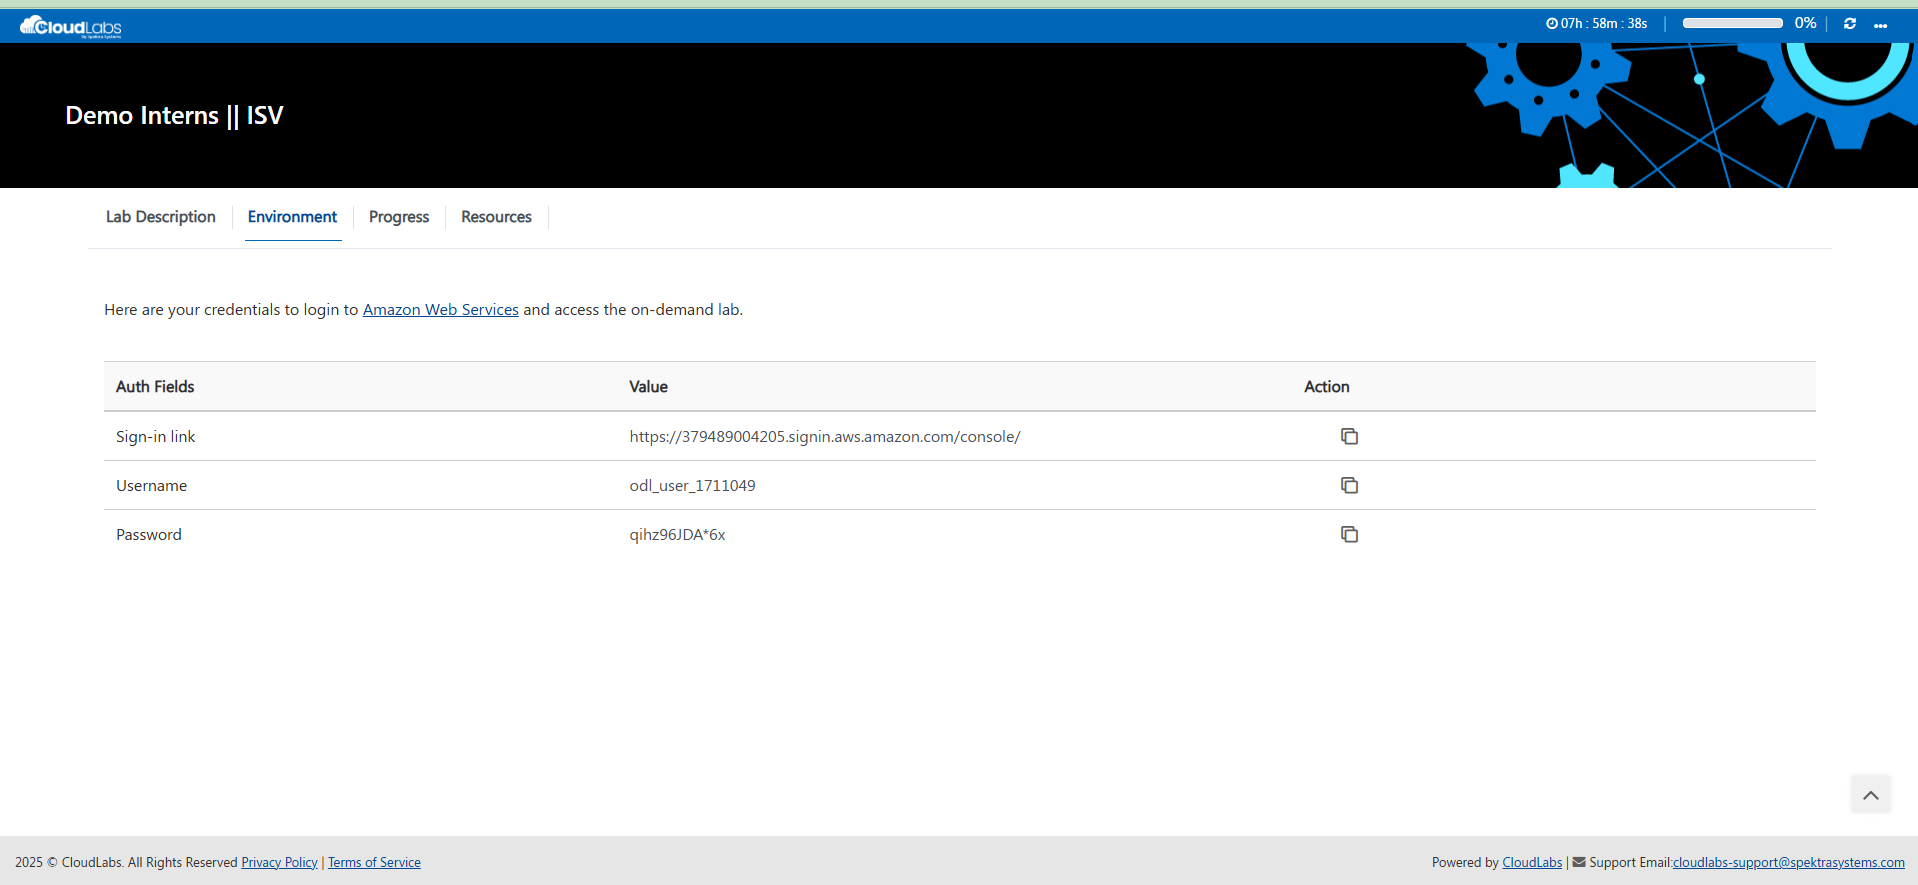 CloudLabs
07h : 58m : 38s
0%
Demo Interns || ISV
Lab Description
Environment
Progress
Resources
Here are your credentials to login to Amazon Web Services and access the on-demand lab.
Auth Fields Value Action
Sign-in link https://379489004205.signin.aws.amazon.com/console/
Username odl_user_1711049
Password qihz96JDA*6x
2025 © CloudLabs. All Rights Reserved Privacy Policy | Terms of Service
Powered by CloudLabs | Support Email:cloudlabs-support@spektrasystems.com